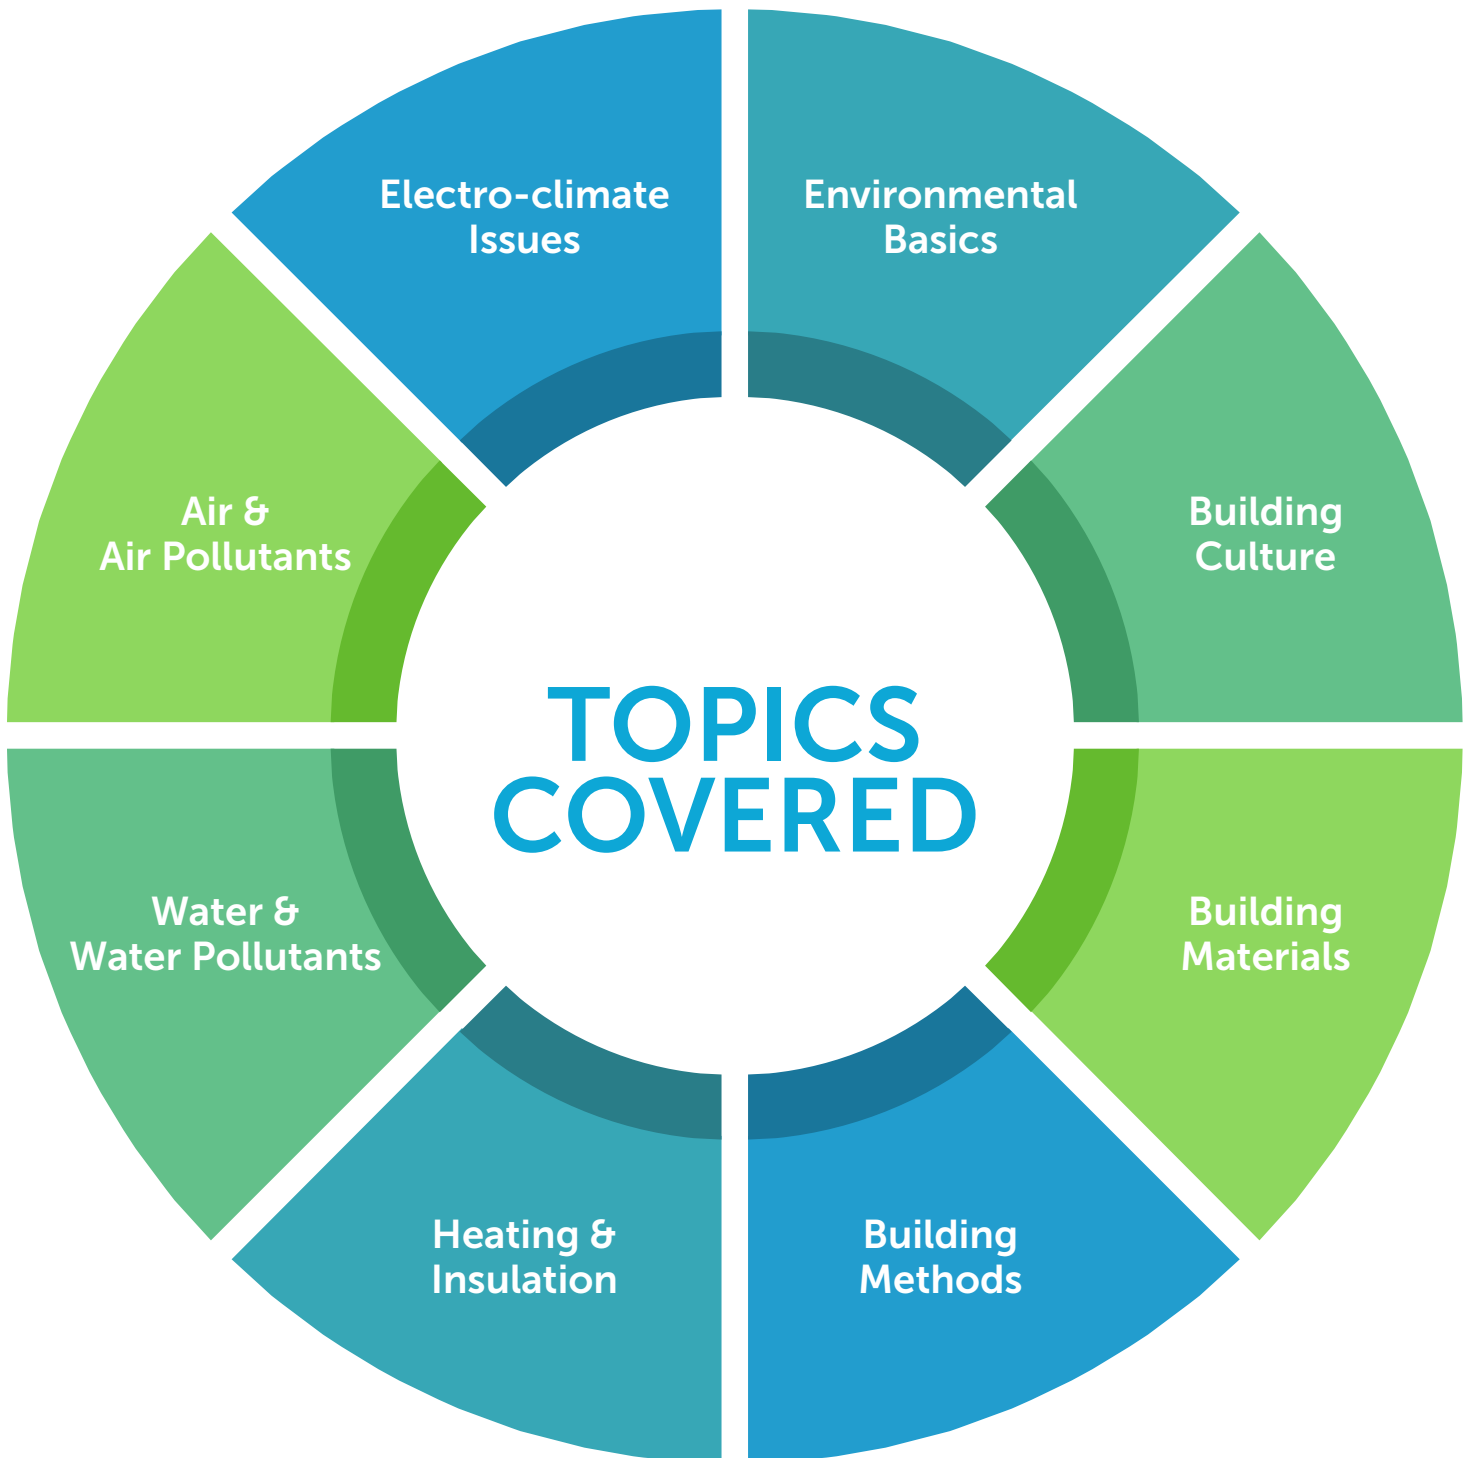 Electro-climate
Issues
Environmental
Basics
Building
Culture
Building
Materials
Building
Methods
Heating &
Insulation
Water &
Water Pollutants
Air &
Air Pollutants
TOPICS
COVERED